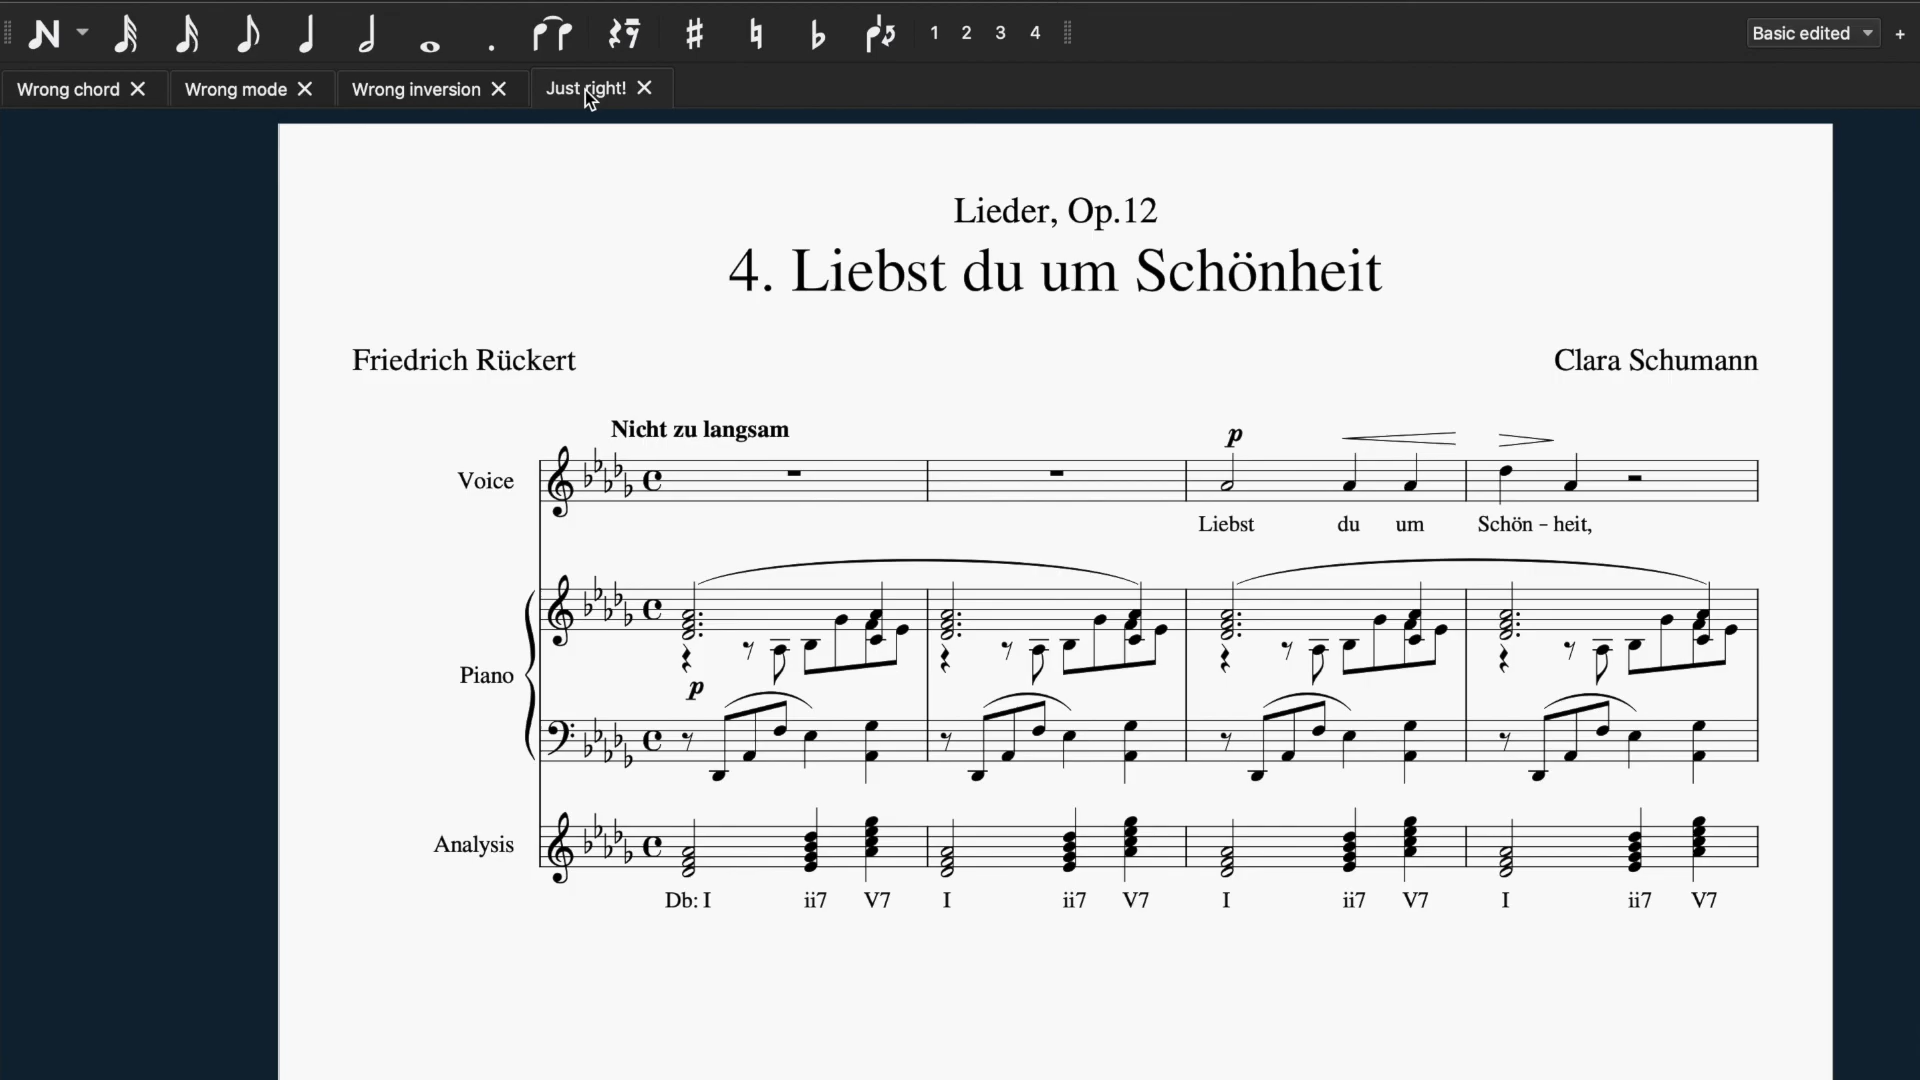 1 2 3 4 Basic edited +
Wrong chord Wrong mode Wrong inversion Just right!
Lieder, Op.12
4. Liebst du um Schönheit
Friedrich Rückert Clara Schumann
Nicht zu langsam
p
Voice
Liebst du um Schön - heit,
Piano
p
Analysis
Db: I ii7 V7 I ii7 V7 I ii7 V7 I ii7 V7